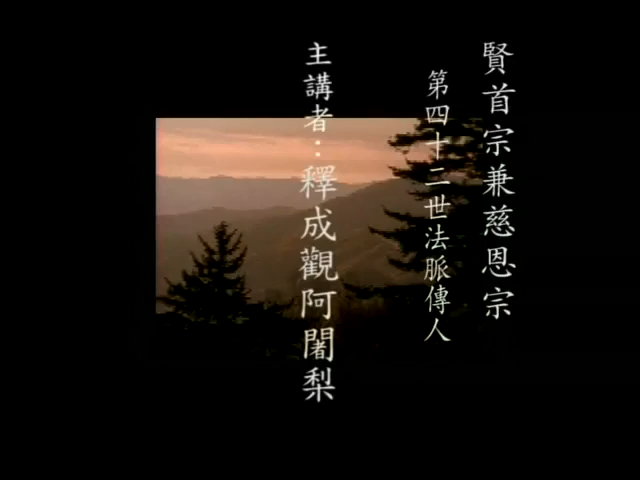 賢首宗兼慈恩宗
第四十二世法脈傳人
主講者：釋成觀阿闍梨